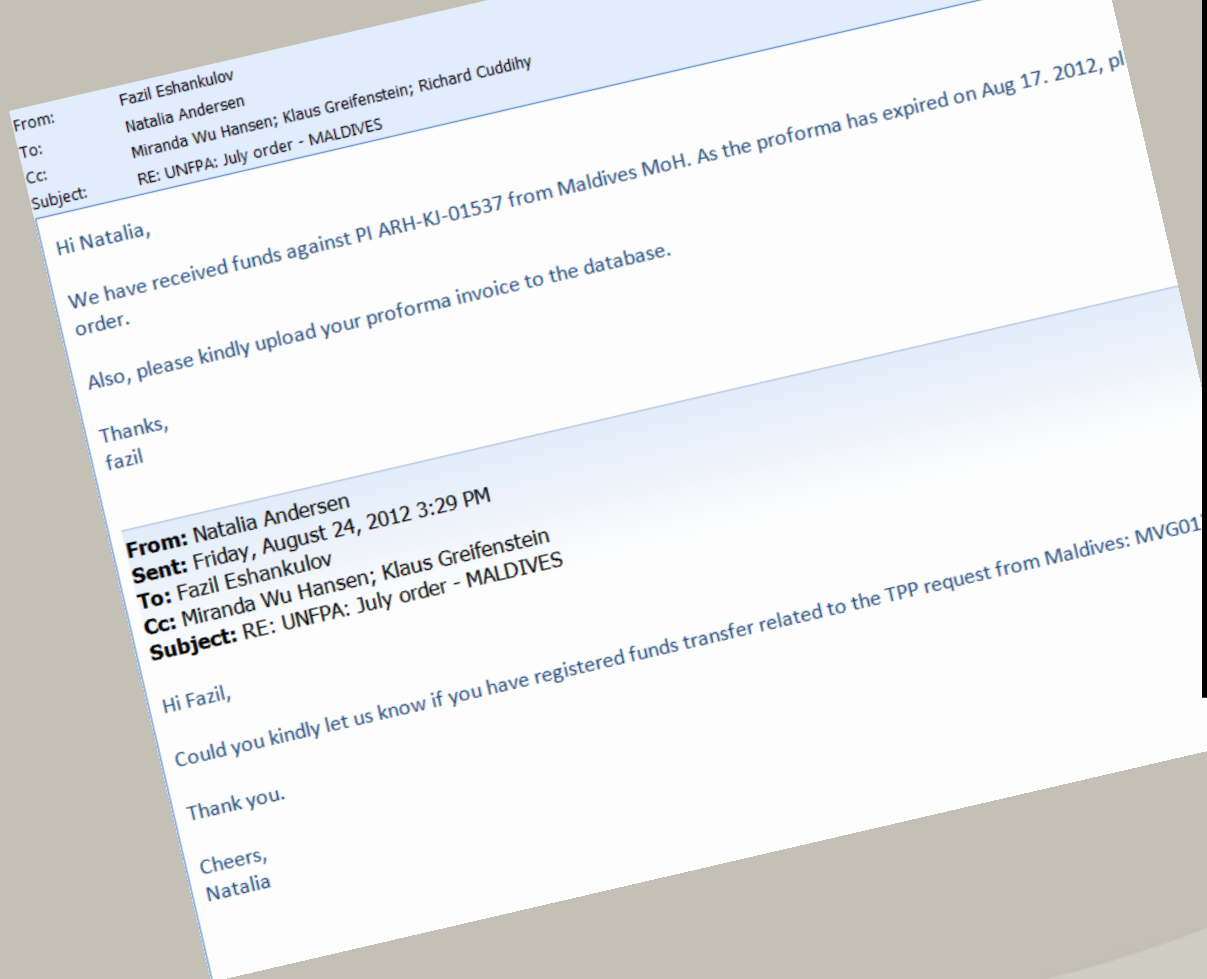 From: Fazil Eshankulov
To: Natalia Andersen
Cc: Miranda Wu Hansen; Klaus Greifenstein; Richard Cuddihy
Subject: RE: UNFPA: July order - MALDIVES
Hi Natalia,
We have received funds against PI ARH-KJ-01537 from Maldives MoH. As the proforma has expired on Aug 17. 2012, pl
order.
Also, please kindly upload your proforma invoice to the database.
Thanks,
fazil
From: Natalia Andersen
Sent: Friday, August 24, 2012 3:29 PM
To: Fazil Eshankulov
Cc: Miranda Wu Hansen; Klaus Greifenstein
Subject: RE: UNFPA: July order - MALDIVES
Hi Fazil,
Could you kindly let us know if you have registered funds transfer related to the TPP request from Maldives: MVG01
Thank you.
Cheers,
Natalia